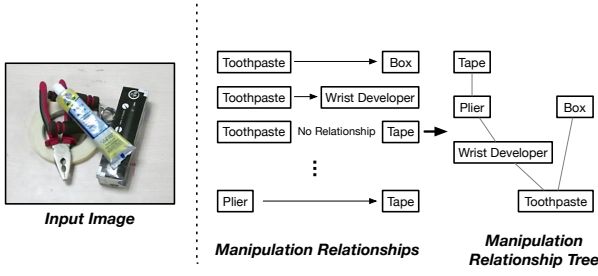 Toothpaste Box
Toothpaste Wrist Developer
Toothpaste No Relationship Tape
Plier Tape
Tape
Plier Box
Wrist Developer
Toothpaste
Input Image
Manipulation Relationships
Manipulation
Relationship Tree